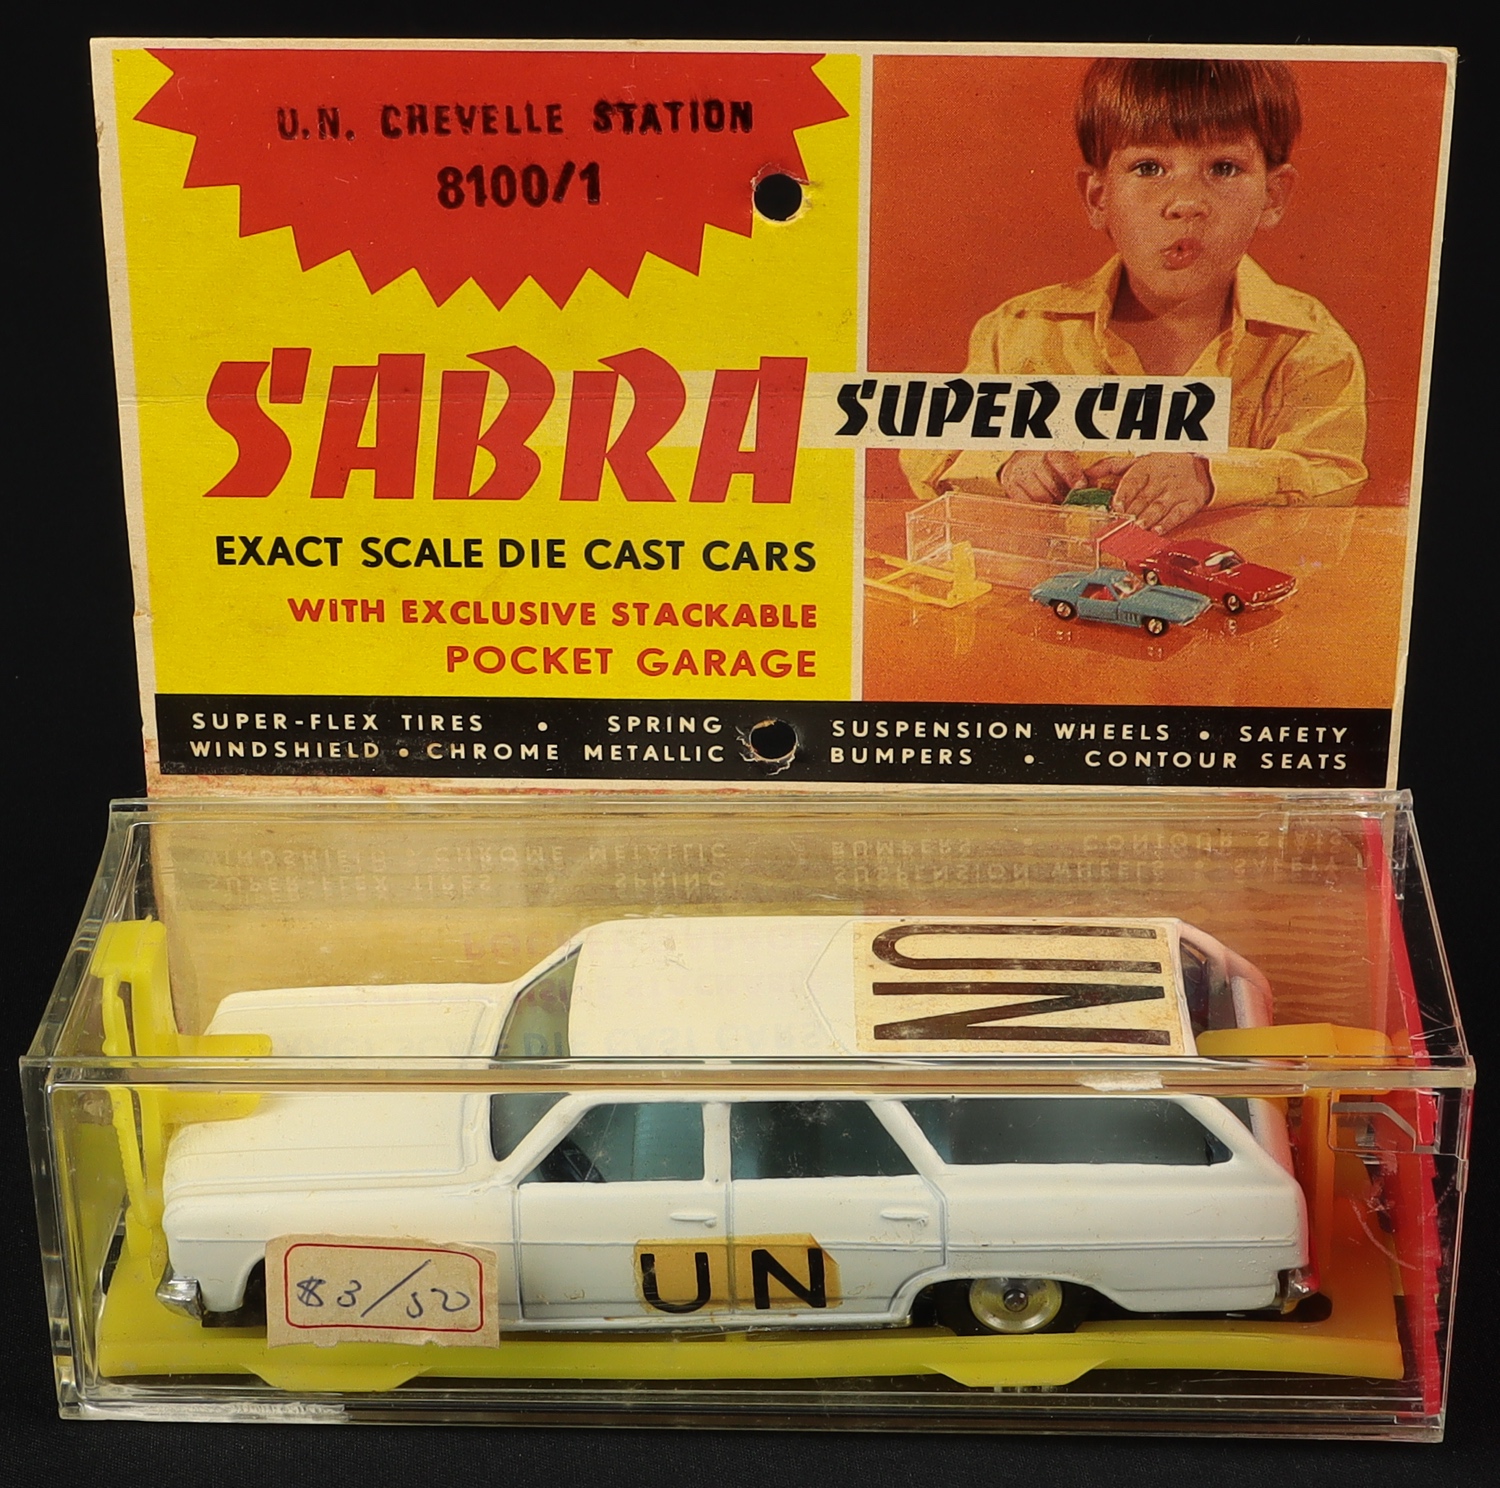 U.N. CHEVELLE STATION
8100/1
SABRA SUPER CAR
EXACT SCALE DIE CAST CARS
WITH EXCLUSIVE STACKABLE
POCKET GARAGE
SUPER-FLEX TIRES • SPRING SUSPENSION WHEELS • SAFETY
WINDSHIELD • CHROME METALLIC BUMPERS • CONTOUR SEATS
UN
UN
$3/50